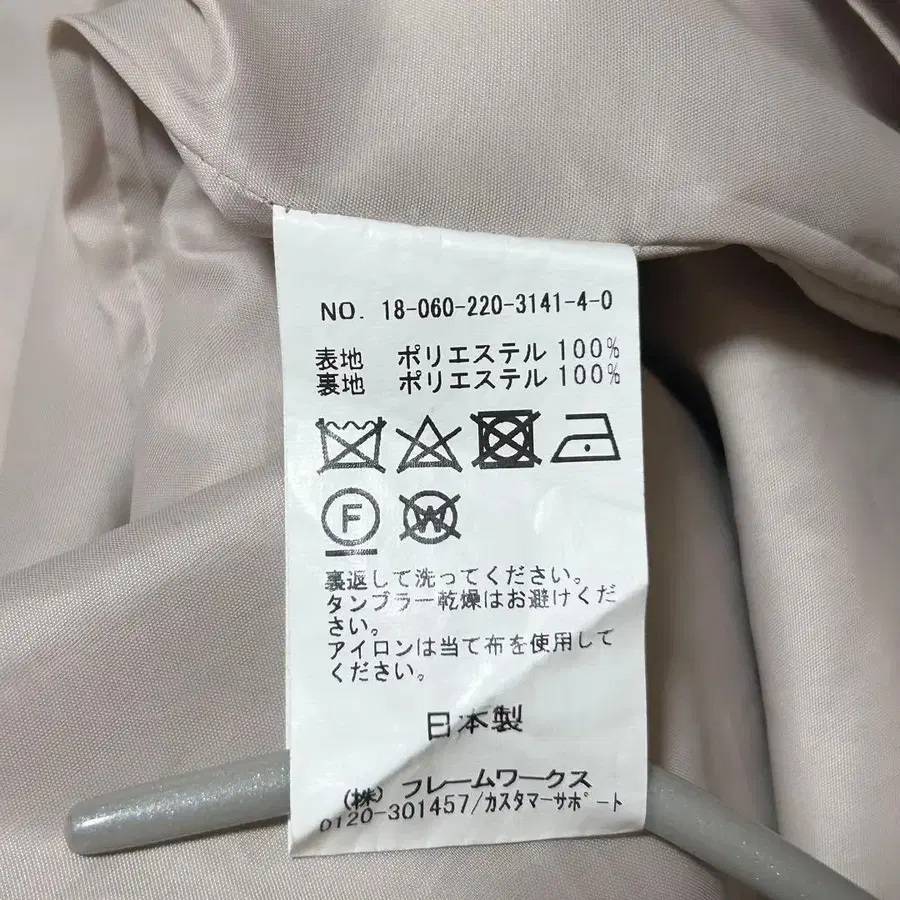 NO. 18-060-220-3141-4-0
表地 ポリエステル 100%
裏地 ポリエステル 100%
F W
裏返して洗ってください。
タンブラー乾燥はお避けくだ
さい。
アイロンは当て布を使用して
ください。
日本製
(株) フレームワークス
0120-301457/カスタマーサポート